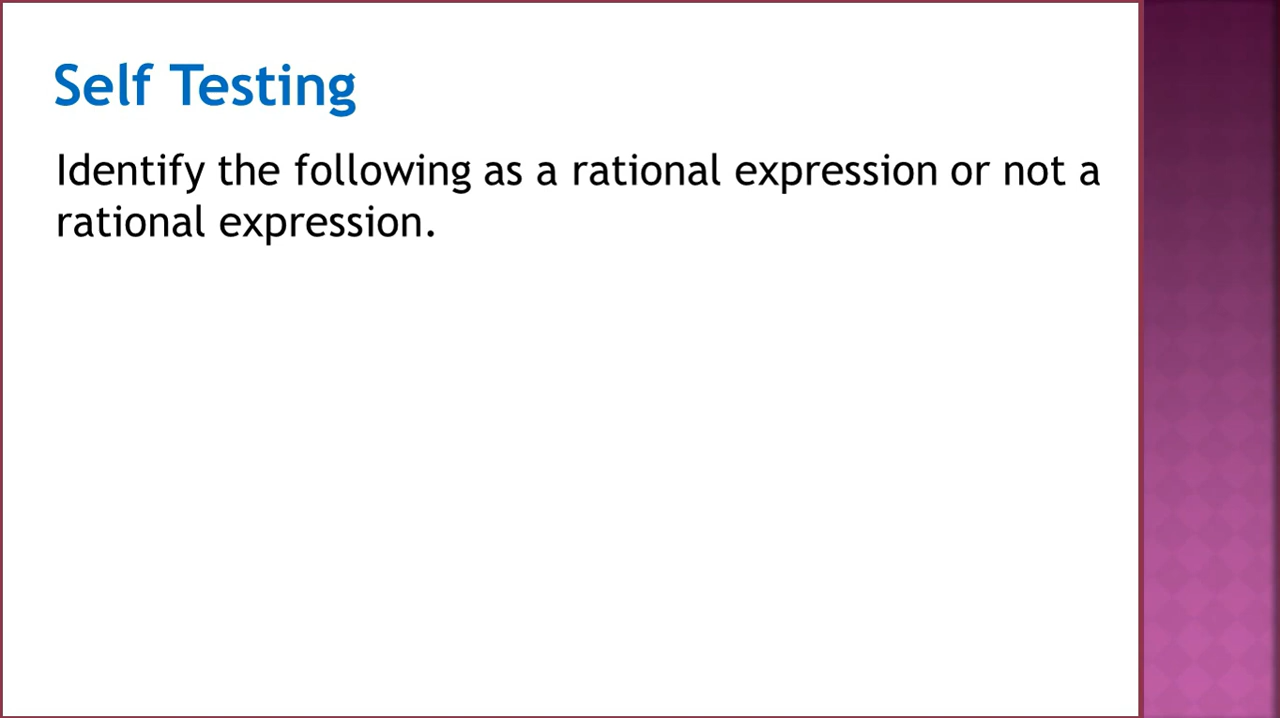 Self Testing
Identify the following as a rational expression or not a
rational expression.